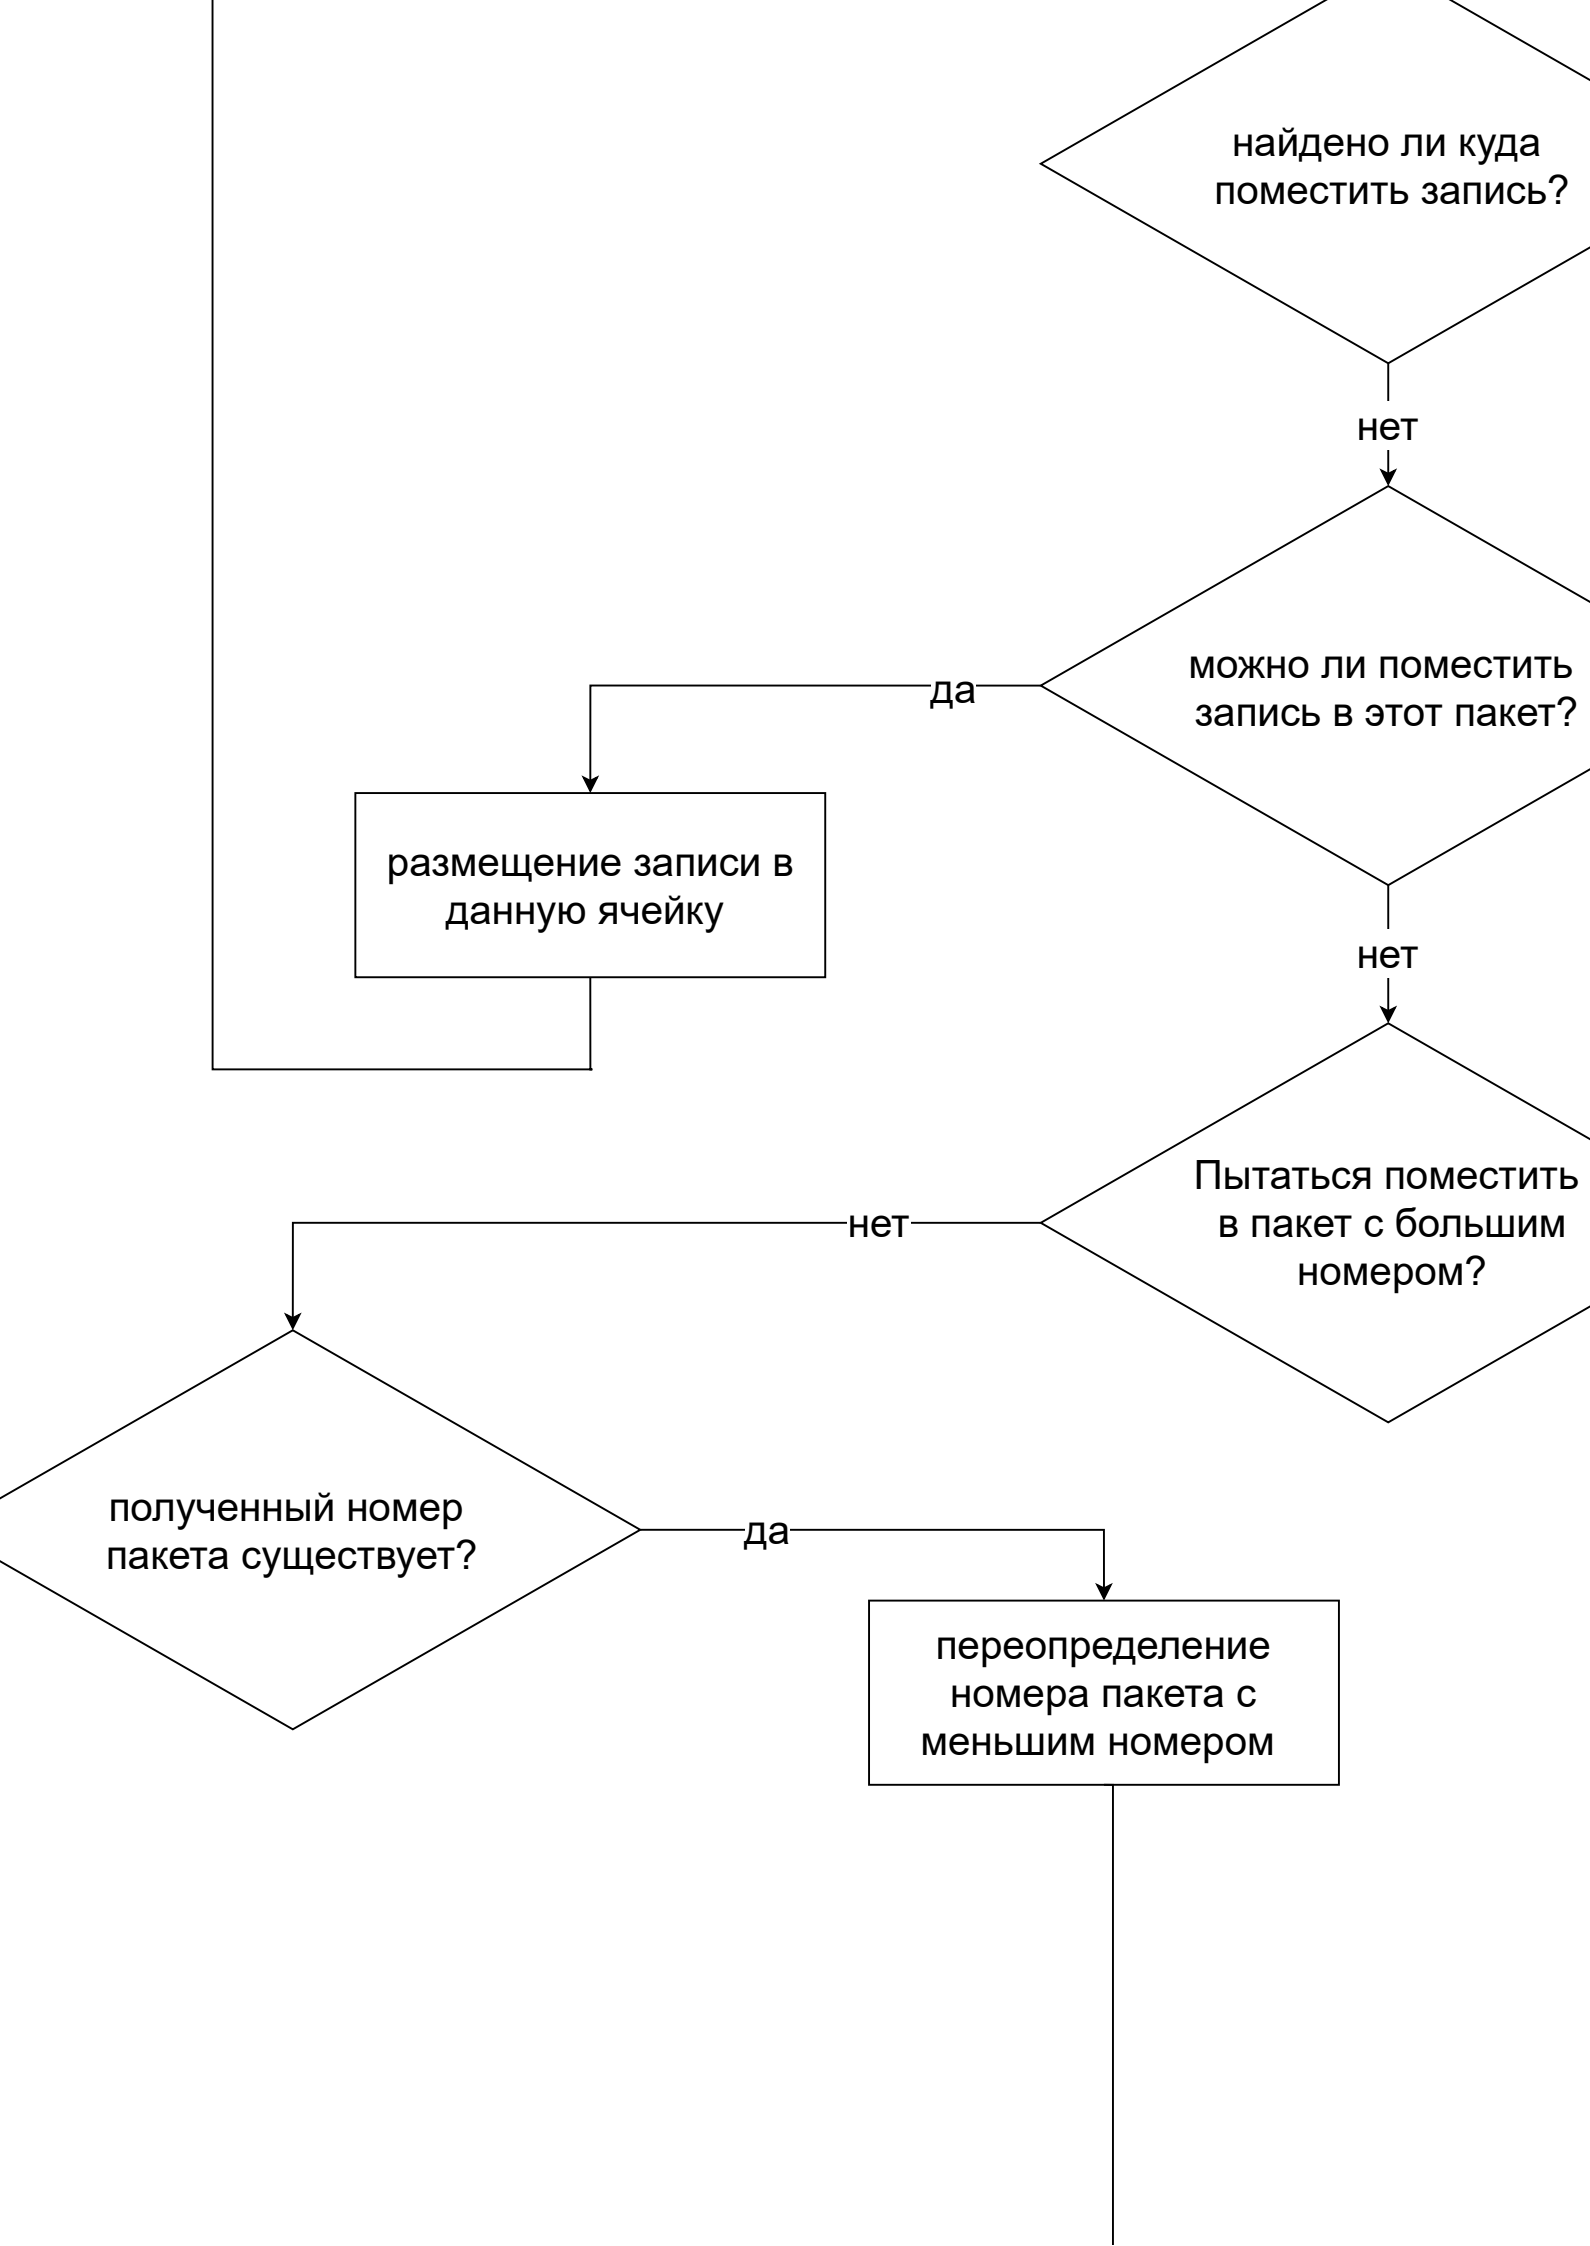 найдено ли куда
поместить запись?
нет
можно ли поместить
запись в этот пакет?
да
размещение записи в
данную ячейку
нет
Пытаться поместить
в пакет с большим
номером?
нет
полученный номер
пакета существует?
да
переопределение
номера пакета с
меньшим номером